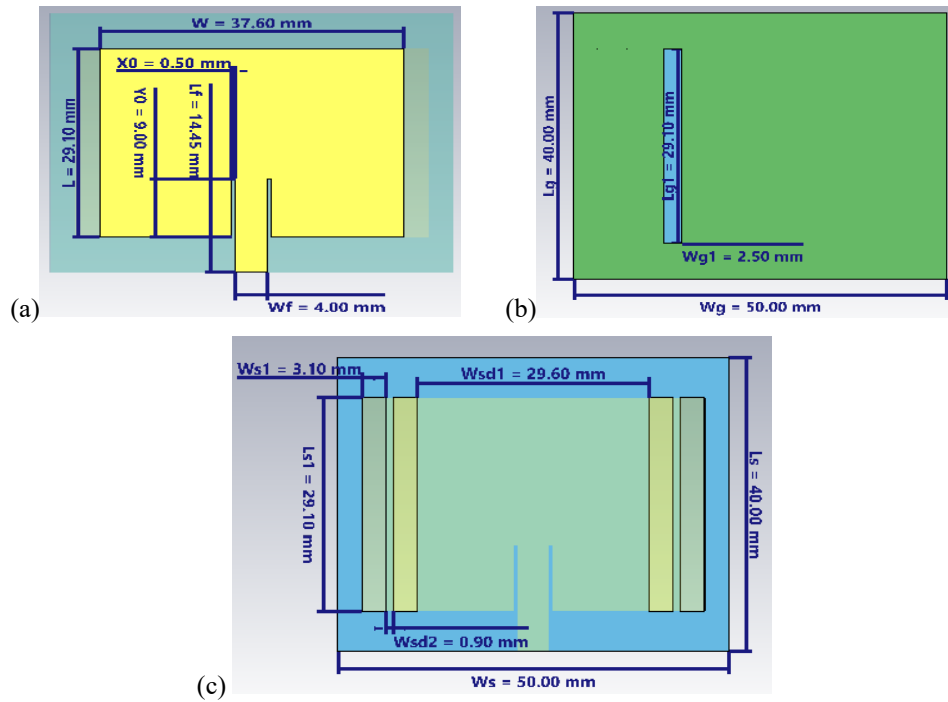 W = 37.60 mm
X0 = 0.50 mm
Y0 = 9.00 mm
Lf = 14.45 mm
L = 29.10 mm
Wf = 4.00 mm
(a)
Lg = 40.00 mm
Lg1 = 29.10 mm
Wg1 = 2.50 mm
Wg = 50.00 mm
(b)
Ws1 = 3.10 mm
Wsd1 = 29.60 mm
Ls1 = 29.10 mm
Ls = 40.00 mm
Wsd2 = 0.90 mm
Ws = 50.00 mm
(c)